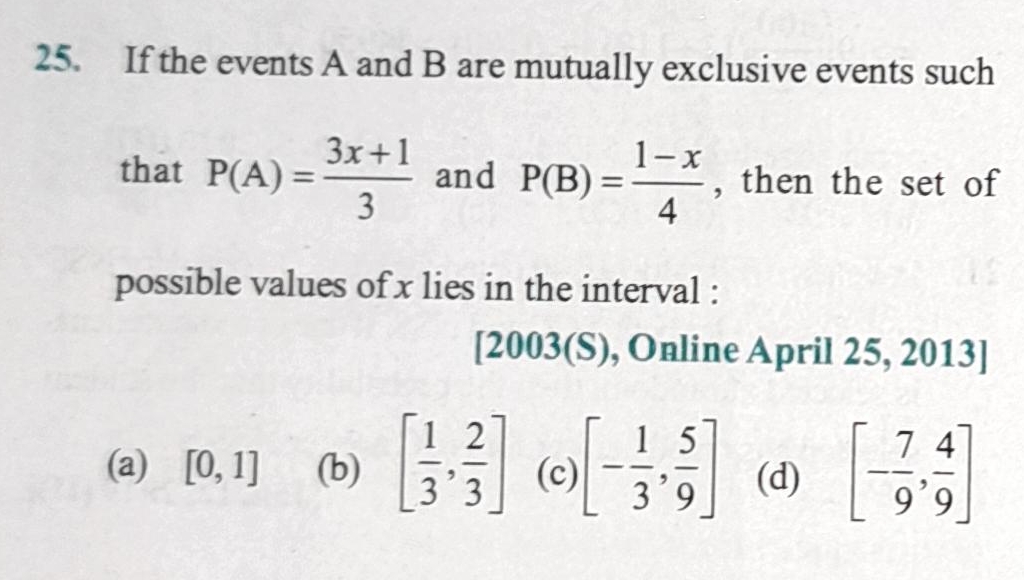 25. If the events A and B are mutually exclusive events such
that P(A) = \frac{3x+1}{3} and P(B) = \frac{1-x}{4}, then the set of
possible values of x lies in the interval :
[2003(S), Online April 25, 2013]
(a) [0, 1] (b) \left[\frac{1}{3}, \frac{2}{3}\right] (c) \left[-\frac{1}{3}, \frac{5}{9}\right] (d) \left[-\frac{7}{9}, \frac{4}{9}\right]